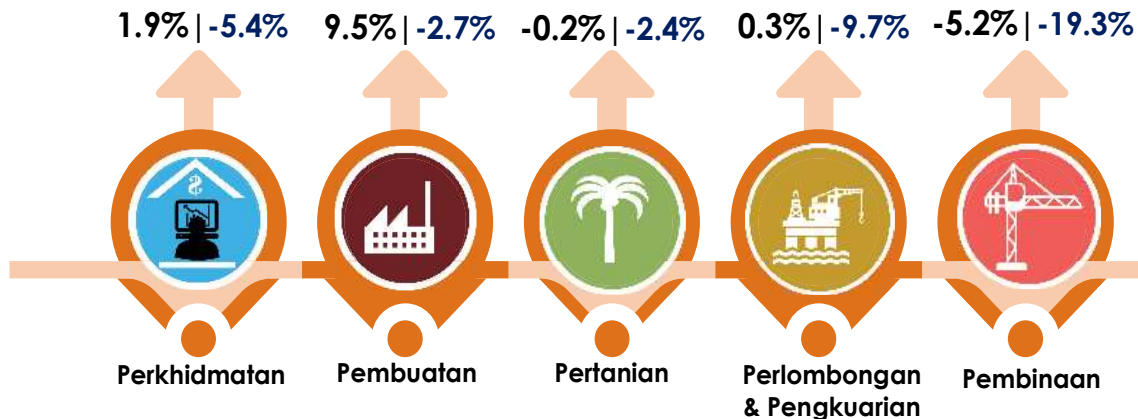 1.9% | -5.4% 9.5% | -2.7% -0.2% | -2.4% 0.3% | -9.7% -5.2% | -19.3%
Perkhidmatan Pembuatan Pertanian Perlombongan & Pengkuarian Pembinaan